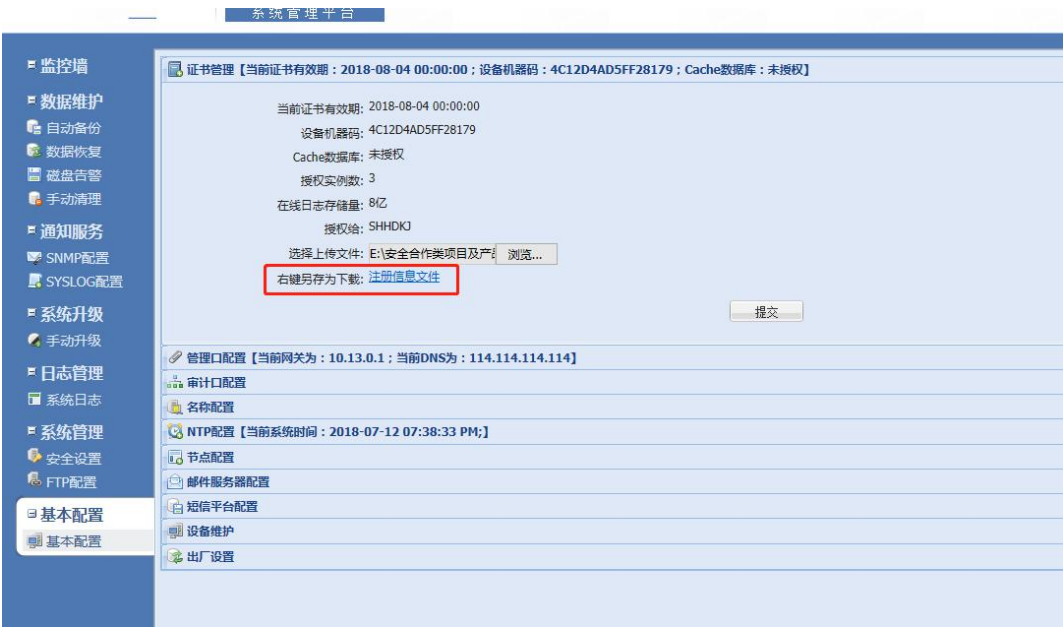 系统管理平台
监控墙
数据维护
自动备份
数据恢复
磁盘告警
手动清理
通知服务
SNMP配置
SYSLOG配置
系统升级
手动升级
日志管理
系统日志
系统管理
安全设置
FTP配置
基本配置
基本配置
证书管理【当前证书有效期：2018-08-04 00:00:00；设备机器码：4C12D4AD5FF28179；Cache数据库：未授权】
当前证书有效期: 2018-08-04 00:00:00
设备机器码: 4C12D4AD5FF28179
Cache数据库: 未授权
授权实例数: 3
在线日志存储量: 8亿
授权给: SHHDKJ
选择上传文件: E:\安全合作类项目及产品 浏览...
右键另存为下载: 注册信息文件
提交
管理口配置【当前网关为：10.13.0.1；当前DNS为：114.114.114.114】
审计口配置
名称配置
NTP配置【当前系统时间：2018-07-12 07:38:33 PM;】
节点配置
邮件服务器配置
短信平台配置
设备维护
出厂设置